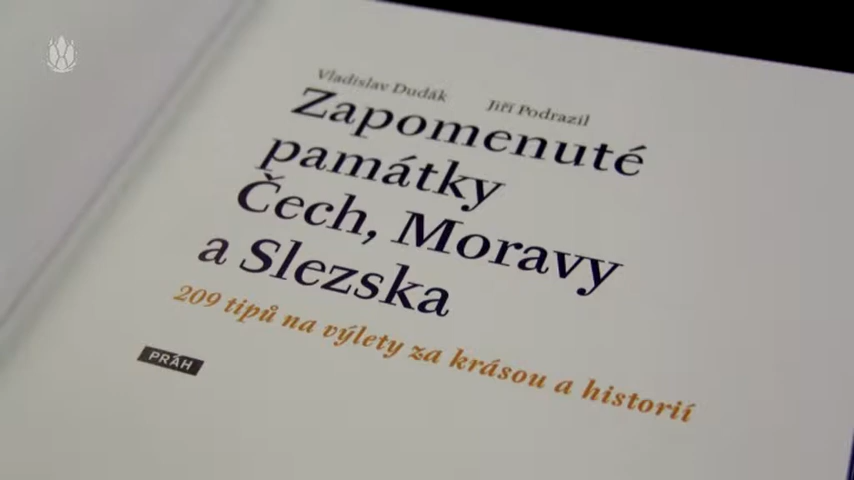 Vladislav Dudák Jiří Podrazil
Zapomenuté
památky
Čech, Moravy
a Slezska
209 tipů na výlety za krásou a historií
PRÁH